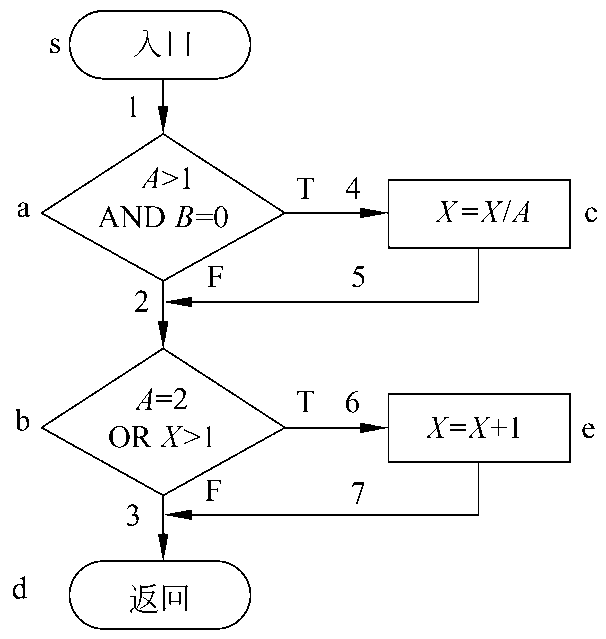 s
入口
1
a
A>1
AND B=0
T
4
X=X/A
c
F
5
2
b
A=2
OR X>1
T
6
X=X+1
e
F
7
3
d
返回